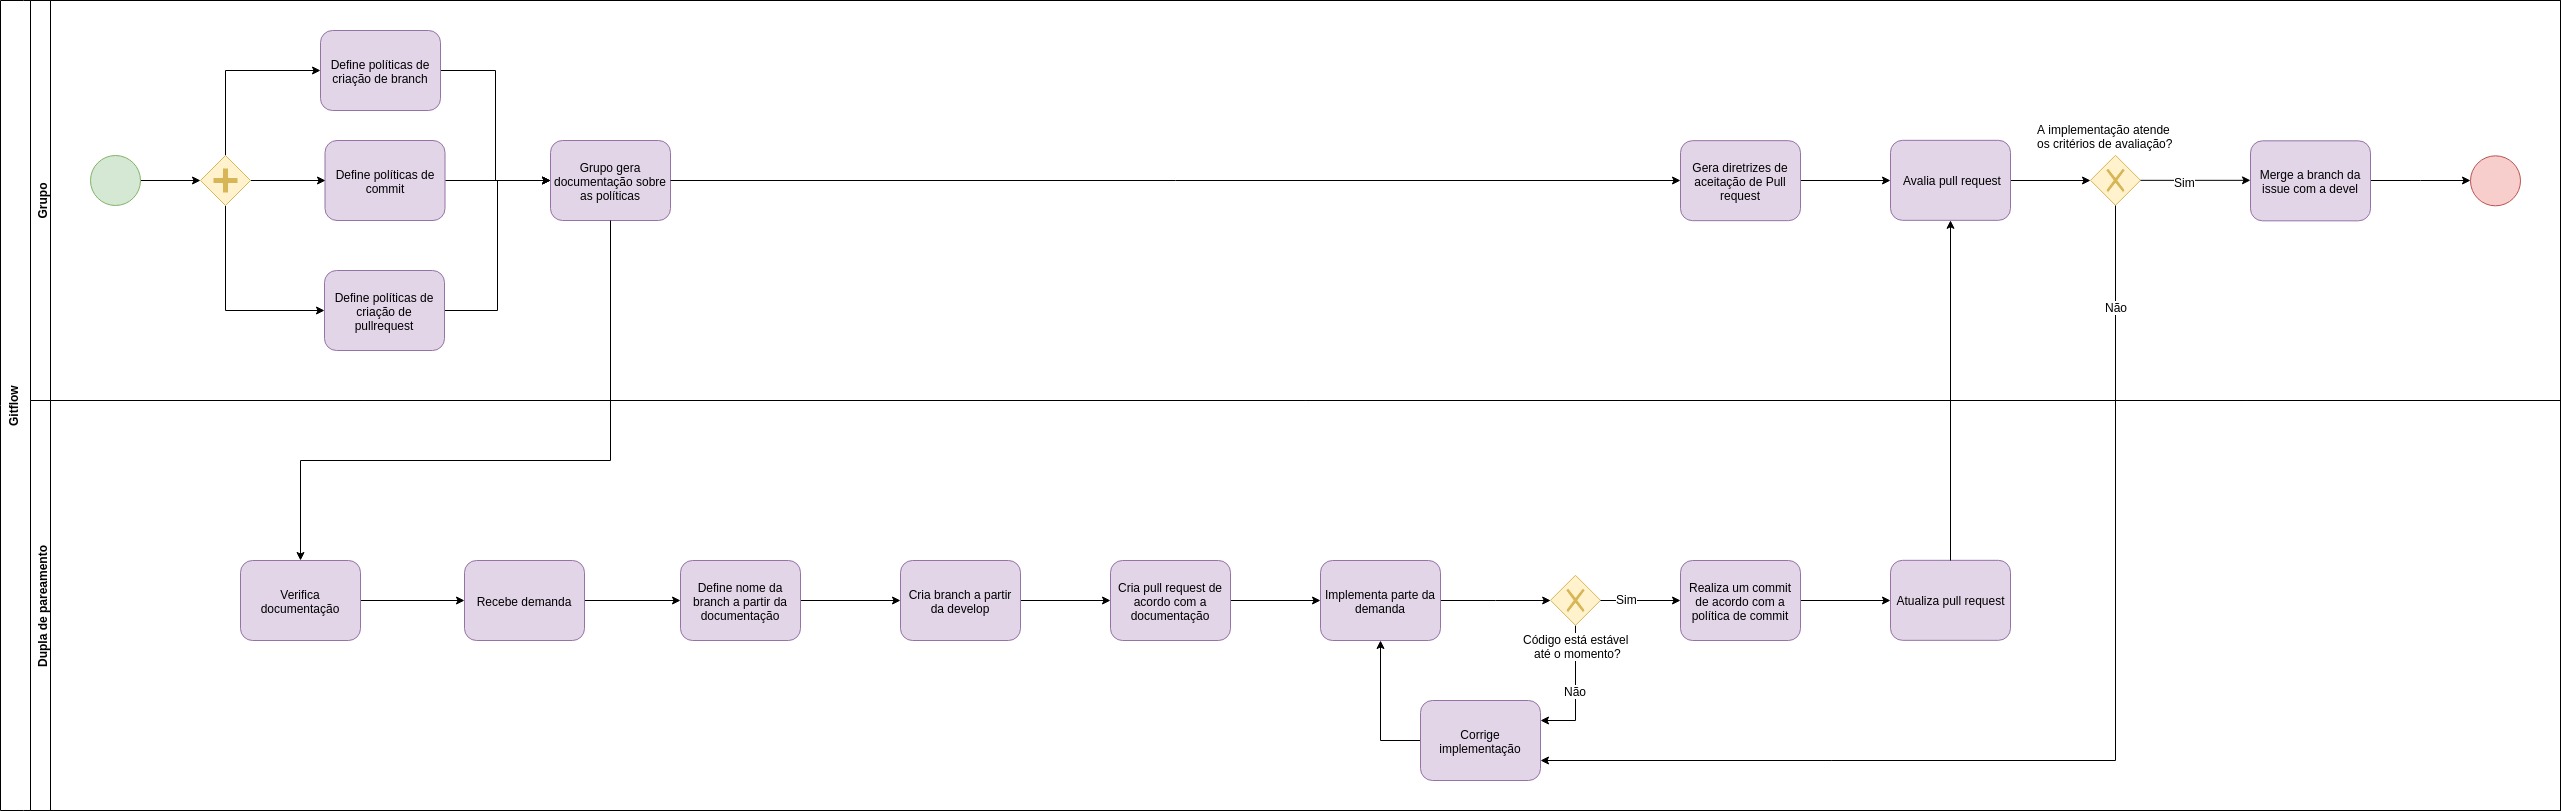 Gitflow
Grupo
Define políticas de
criação de branch
Define políticas de
commit
Define políticas de
criação de
pullrequest
Grupo gera
documentação sobre
as políticas
Gera diretrizes de
aceitação de Pull
request
Avalia pull request
A implementação atende
os critérios de avaliação?
Sim
Não
Merge a branch da
issue com a devel
Dupla de pareamento
Verifica
documentação
Recebe demanda
Define nome da
branch a partir da
documentação
Cria branch a partir
da develop
Cria pull request de
acordo com a
documentação
Implementa parte da
demanda
Sim
Código está estável
até o momento?
Não
Realiza um commit
de acordo com a
política de commit
Atualiza pull request
Corrige
implementação